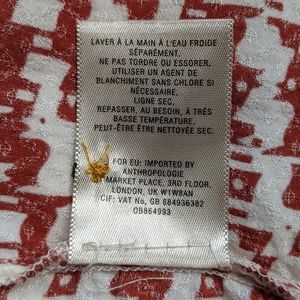 LAVER À LA MAIN À L'EAU FROIDE
SÉPARÉMENT.
NE PAS TORDRE OU ESSORER.
UTILISER UN AGENT DE
BLANCHIMENT SANS CHLORE SI
NÉCESSAIRE.
LIGNE SEC.
REPASSER, AU BESOIN, À TRÈS
BASSE TEMPÉRATURE.
PEUT-ÊTRE NETTOYÉE SEC.
FOR EU: IMPORTED BY
ANTHROPOLOGIE
MARKET PLACE, 3RD FLOOR.
LONDON, UK W1W8AN
CIF: VAT No, GB 684936382
OB864993